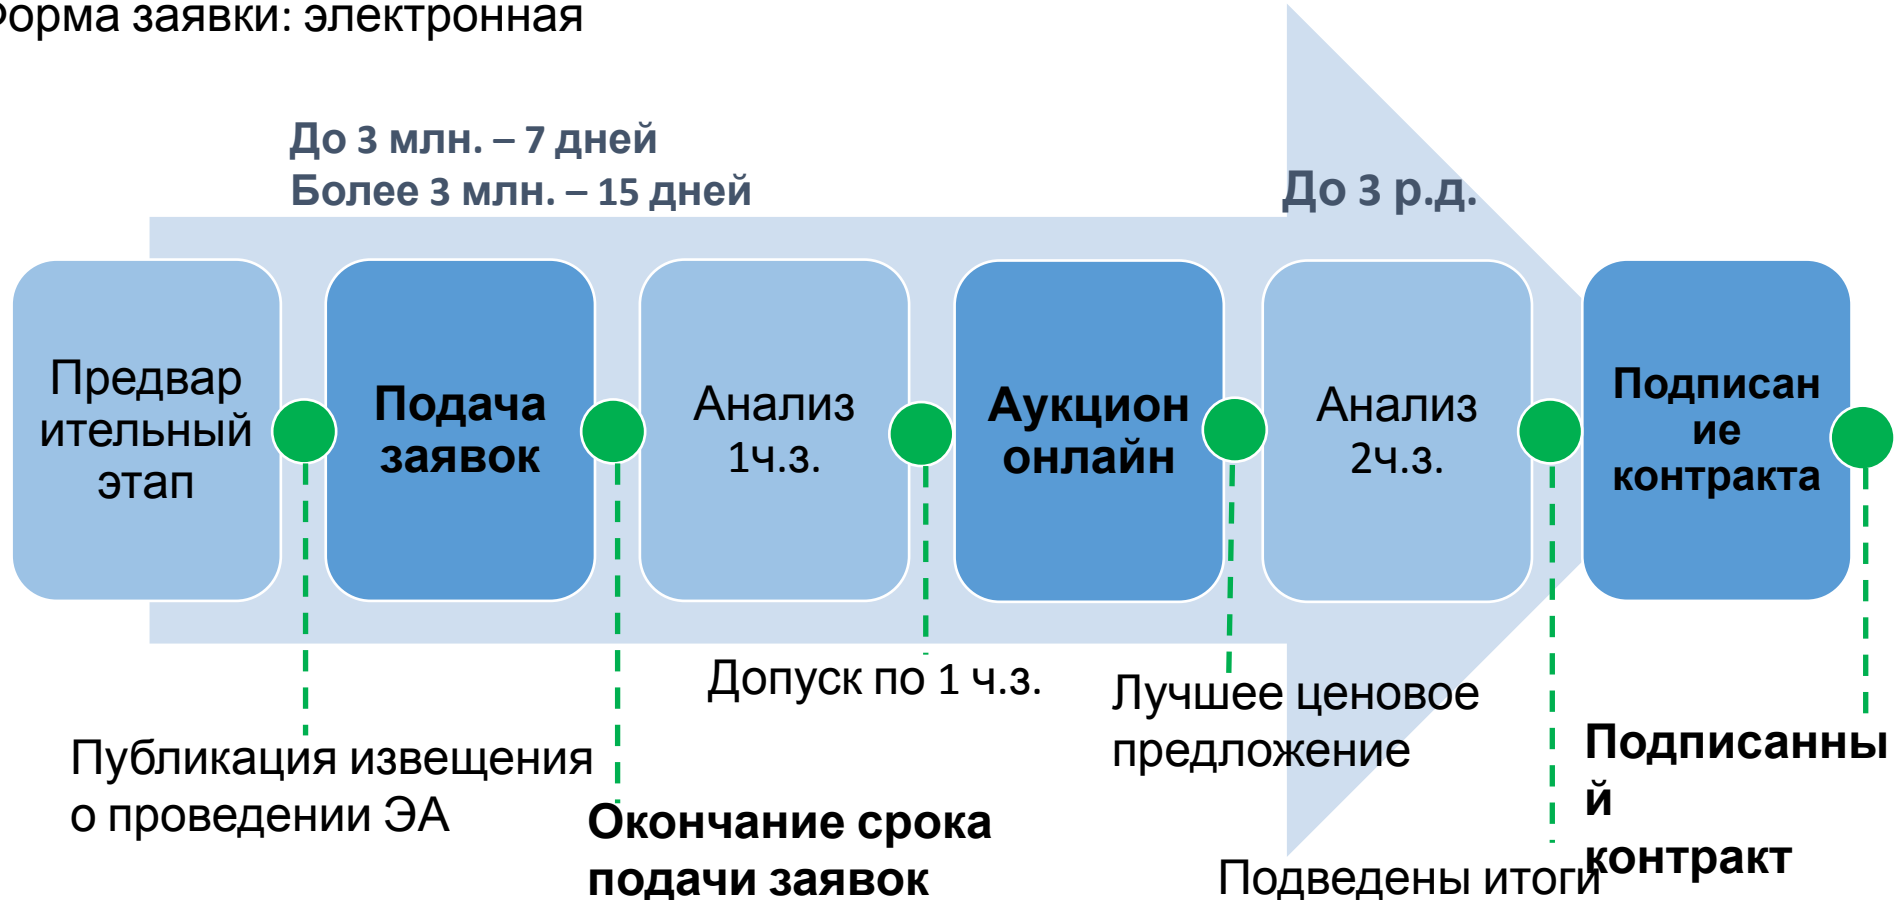 Форма заявки: электронная
До 3 млн. – 7 дней
Более 3 млн. – 15 дней
До 3 р.д.
Предвар
ительный
этап
Подача
заявок
Анализ
1ч.з.
Аукцион
онлайн
Анализ
2ч.з.
Подписан
ие
контракта
Допуск по 1 ч.з.
Лучшее ценовое
предложение
Публикация извещения
о проведении ЭА
Окончание срока
подачи заявок
Подведены итоги
Подписанны
й
контракт